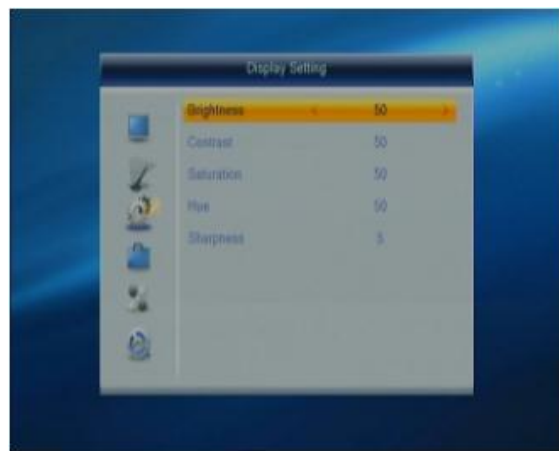 Display Setting
Brightness < 50 >
Contrast 50
Saturation 50
Hue 50
Sharpness 5